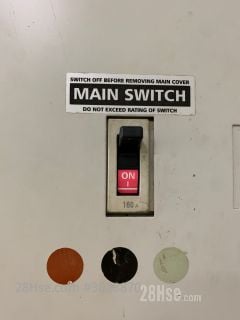 SWITCH OFF BEFORE REMOVING MAIN COVER
MAIN SWITCH
DO NOT EXCEED RATING OF SWITCH
ON
I
160 A
28Hse.com